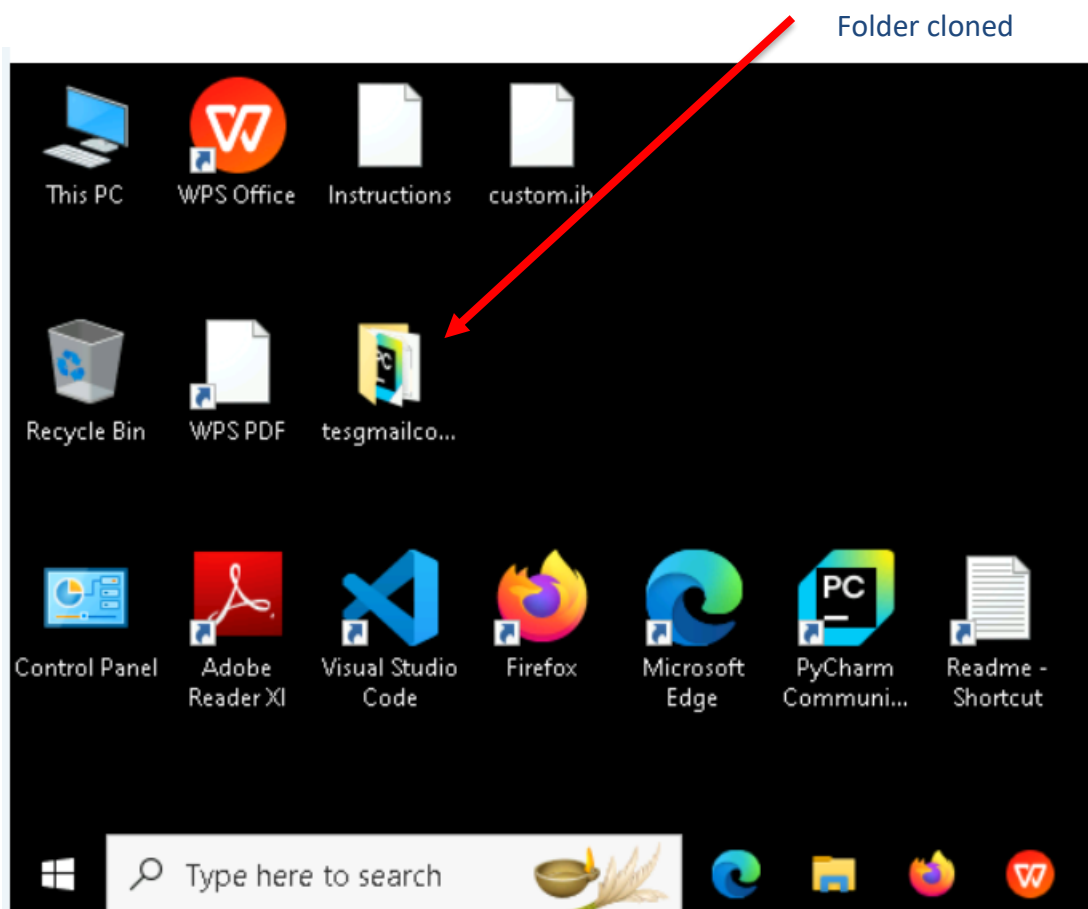 Folder cloned
This PC
WPS Office
Instructions
custom.ih
Recycle Bin
WPS PDF
tesgmailco...
PC
Control Panel
Adobe
Reader XI
Visual Studio
Code
Firefox
Microsoft
Edge
PC
PyCharm
Communi...
Readme -
Shortcut
Type here to search